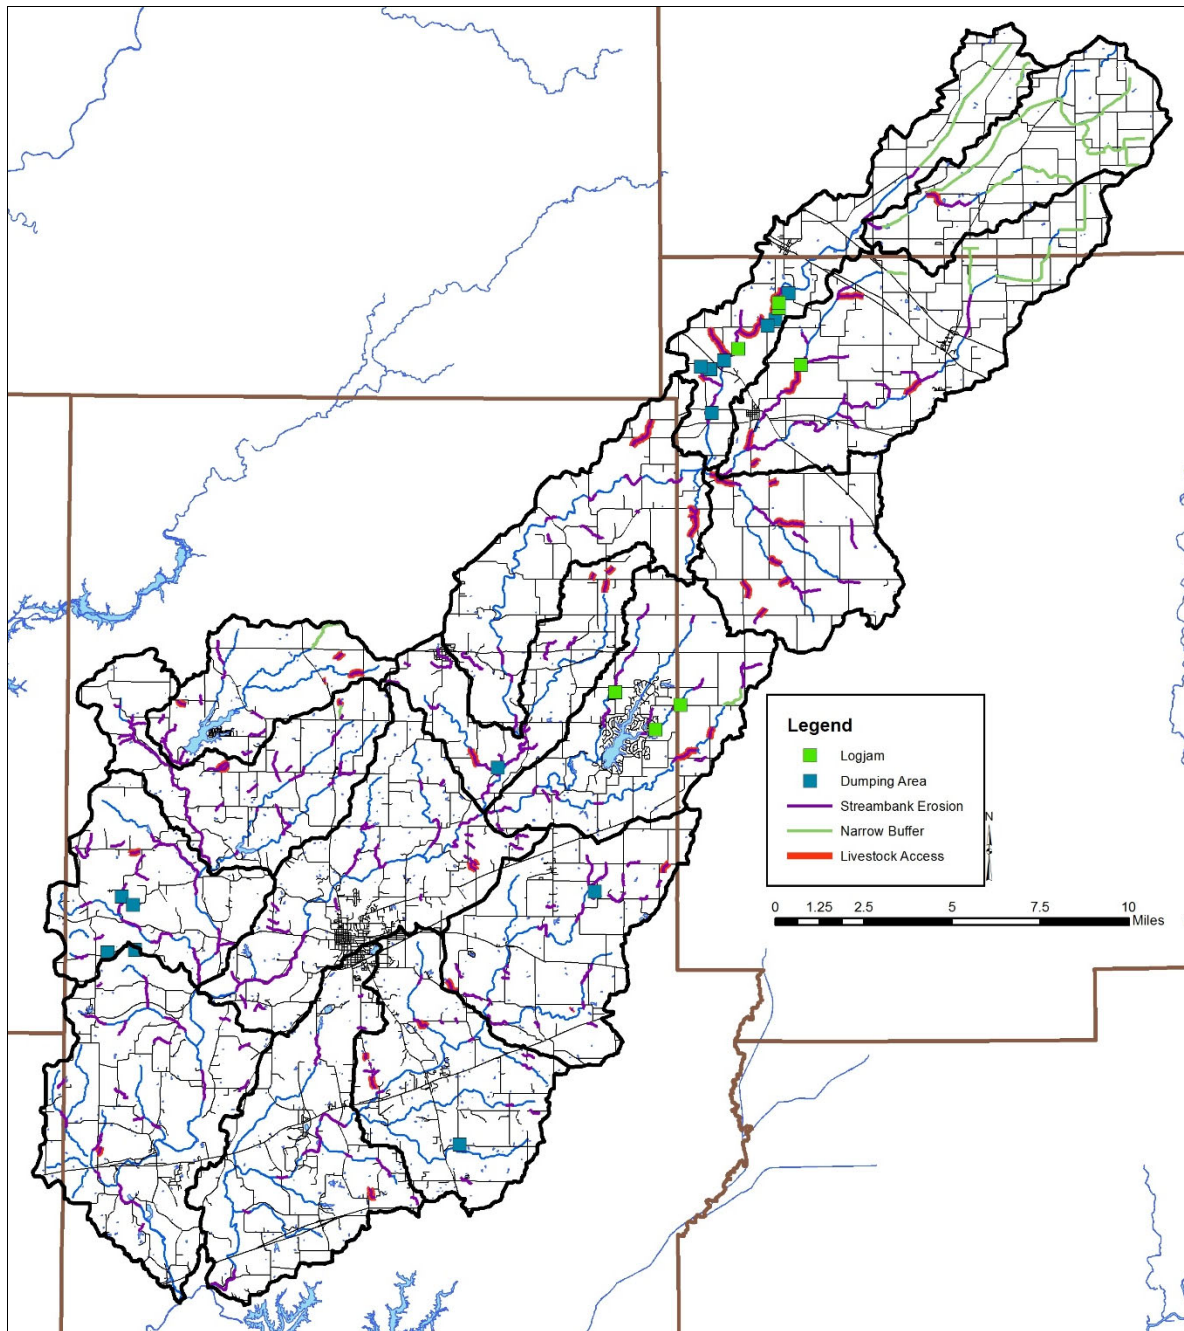 Legend
Logjam
Dumping Area
Streambank Erosion
Narrow Buffer
Livestock Access
N
0 1.25 2.5 5 7.5 10
Miles